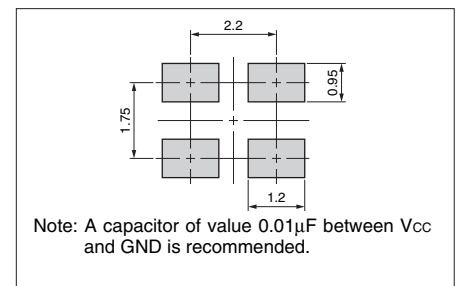 2.2
0.95
1.75
1.2
Note: A capacitor of value 0.01μF between Vcc
and GND is recommended.